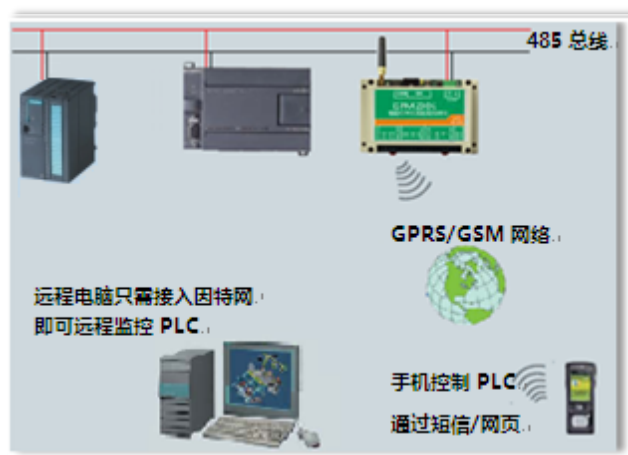 485 总线
GPRS/GSM 网络
远程电脑只需接入因特网
即可远程监控 PLC
手机控制 PLC
通过短信/网页